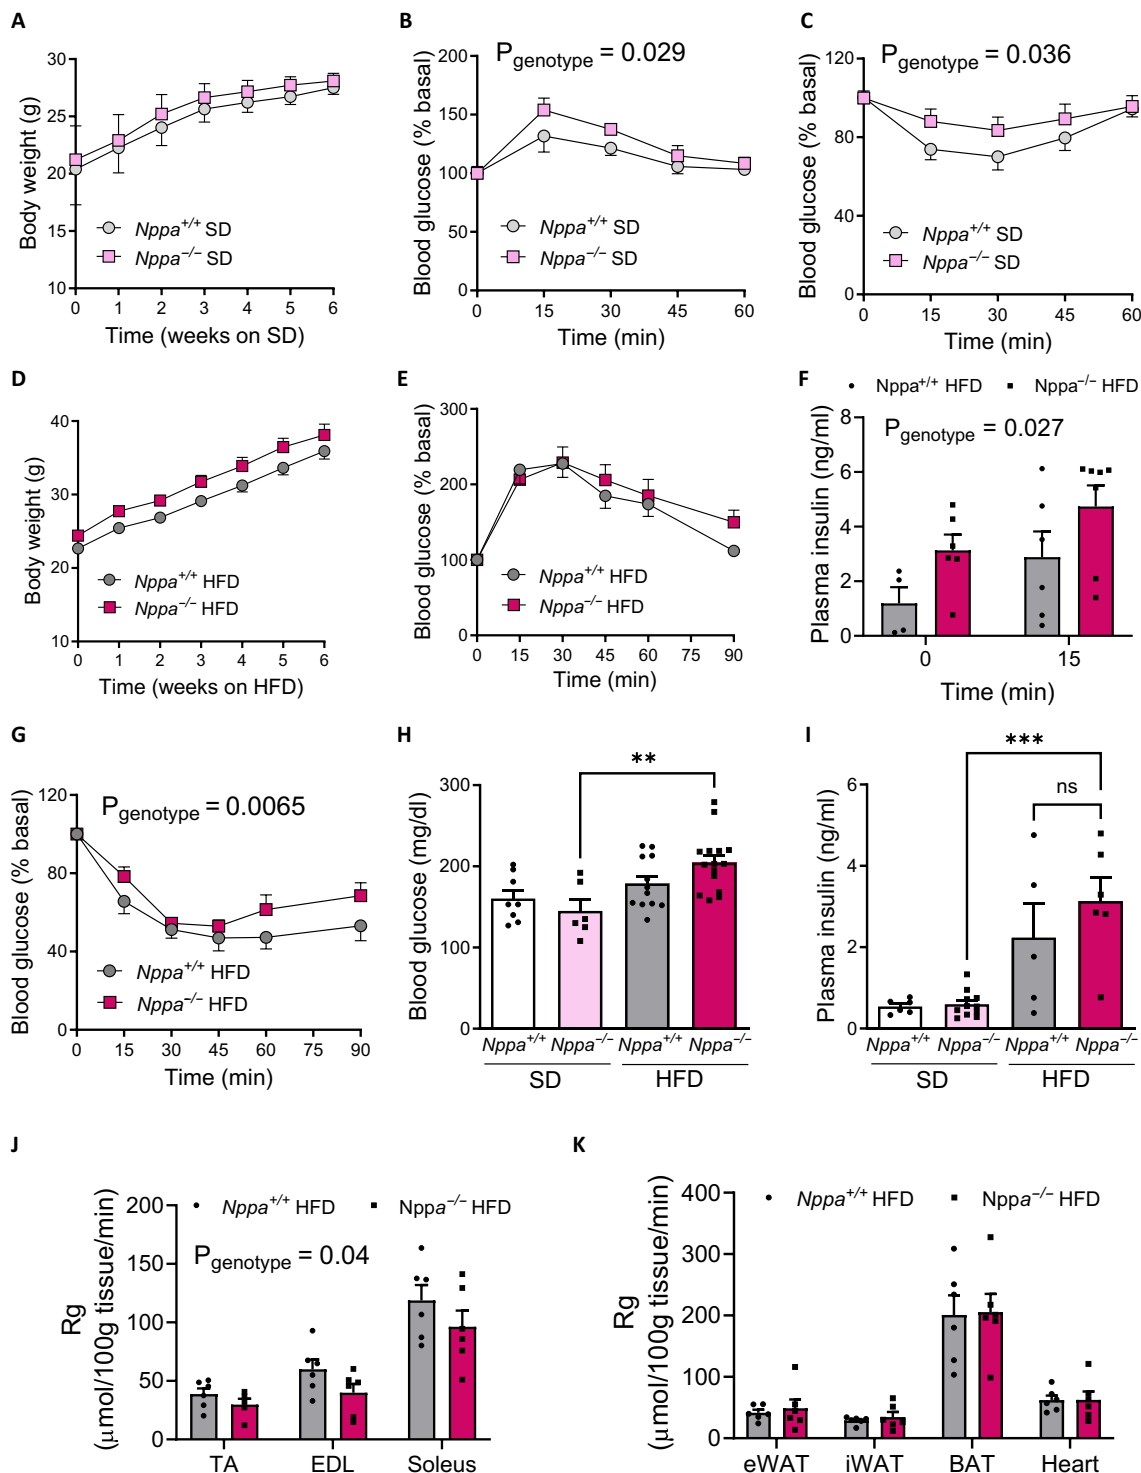 A
Body weight (g)
30
25
20
15
10
Nppa+/+ SD
Nppa−/− SD
0 1 2 3 4 5 6
Time (weeks on SD)
B
Blood glucose (% basal)
200
150
100
50
0
Pgenotype = 0.029
Nppa+/+ SD
Nppa−/− SD
0 15 30 45 60
Time (min)
C
Blood glucose (% basal)
120
80
40
0
Pgenotype = 0.036
Nppa+/+ SD
Nppa−/− SD
0 15 30 45 60
Time (min)
D
Body weight (g)
40
30
20
10
Nppa+/+ HFD
Nppa−/− HFD
0 1 2 3 4 5 6
Time (weeks on HFD)
E
Blood glucose (% basal)
300
200
100
0
Nppa+/+ HFD
Nppa−/− HFD
0 15 30 45 60 75 90
Time (min)
F
Nppa+/+ HFD Nppa−/− HFD
Plasma insulin (ng/ml)
8
6
4
2
0
Pgenotype = 0.027
0 15
Time (min)
G
Blood glucose (% basal)
120
80
40
0
Pgenotype = 0.0065
Nppa+/+ HFD
Nppa−/− HFD
0 15 30 45 60 75 90
Time (min)
H
Blood glucose (mg/dl)
300
200
100
0
**
Nppa+/+ Nppa−/− Nppa+/+ Nppa−/−
SD HFD
I
Plasma insulin (ng/ml)
6
4
2
0
***
ns
Nppa+/+ Nppa−/− Nppa+/+ Nppa−/−
SD HFD
J
Rg
(μmol/100g tissue/min)
200
150
100
50
0
Nppa+/+ HFD Nppa−/− HFD
Pgenotype = 0.04
TA EDL Soleus
K
Rg
(μmol/100g tissue/min)
400
300
200
100
0
Nppa+/+ HFD Nppa−/− HFD
eWAT iWAT BAT Heart